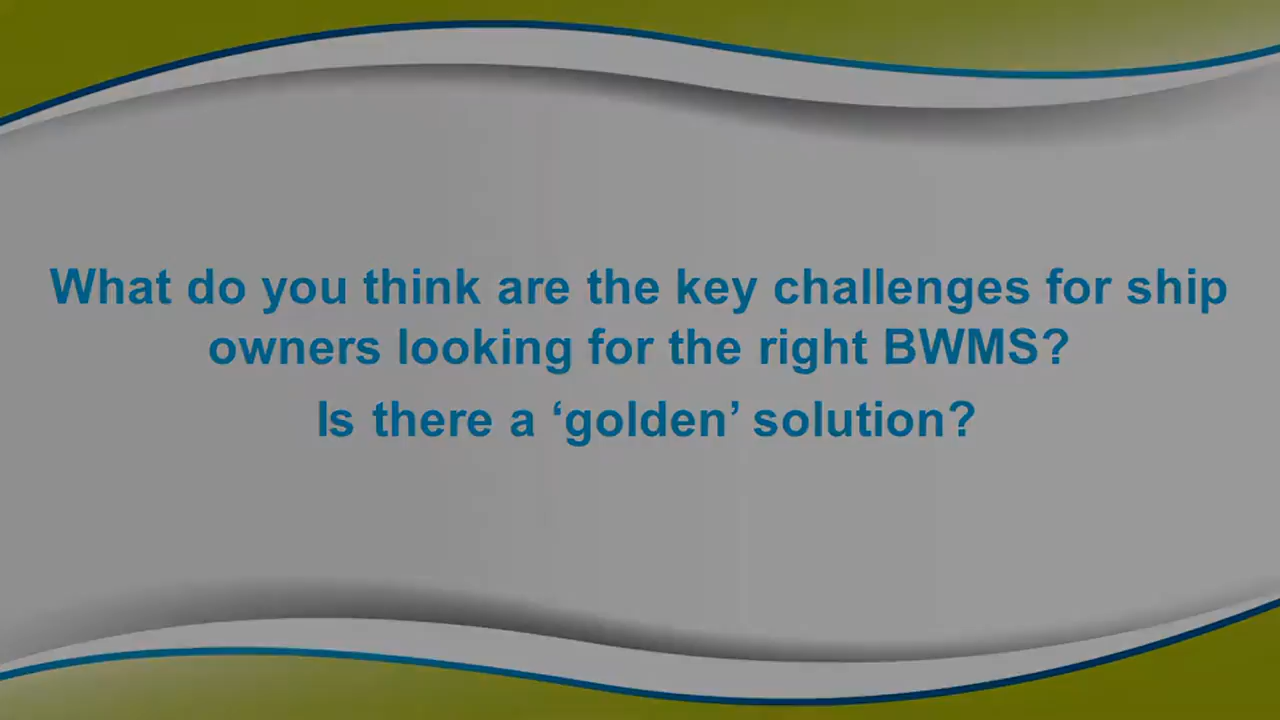 What do you think are the key challenges for ship
owners looking for the right BWMS?
Is there a ‘golden’ solution?